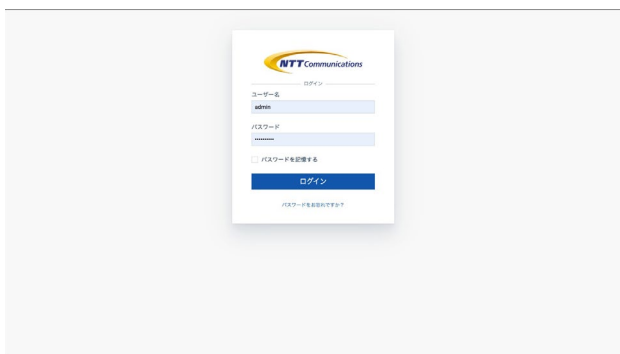 NTT Communications
ログイン
ユーザー名
admin
パスワード
••••••••••
パスワードを記憶する
ログイン
パスワードをお忘れですか?